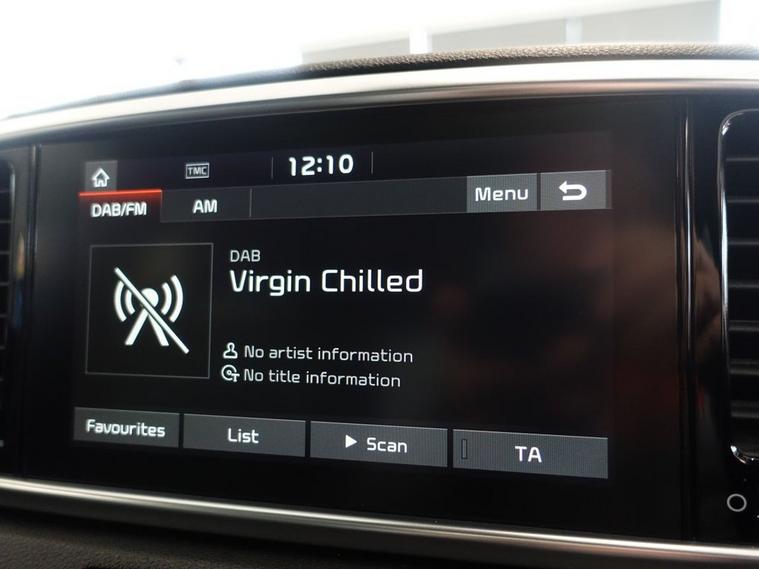 TMC
12:10
DAB/FM
AM
Menu
DAB
Virgin Chilled
No artist information
No title information
Favourites
List
Scan
TA